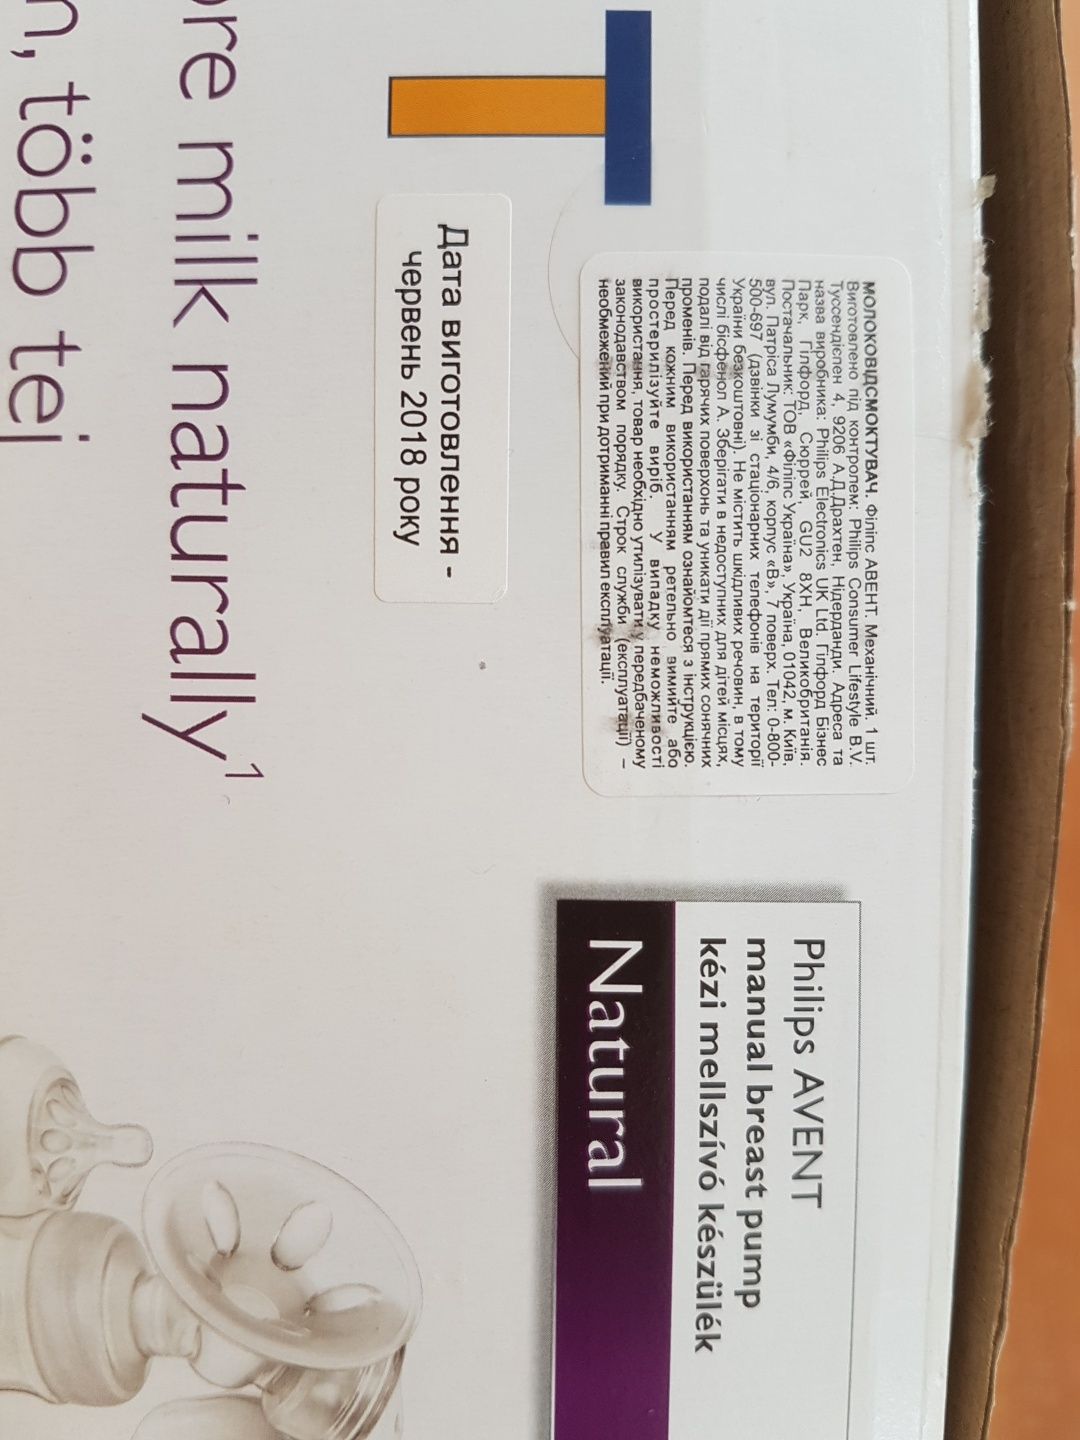 МОЛОКОВІДСМОКТУВАЧ. Філіпс АВЕНТ. Механічний. 1 шт.
Виготовлено під контролем: Philips Consumer Lifestyle B.V.
Туссендієпен 4, 9206 А.Д.Драхтен, Нідерланди. Адреса та
назва виробника: Philips Electronics UK Ltd. Гілфорд Бізнес
Парк, Гілфорд, Сюррей, GU2 8XH, Великобританія.
Постачальник: ТОВ «Філіпс Україна», Україна, 01042, м. Київ,
вул. Патріса Лумумби, 4/6, корпус «В», 7 поверх. Тел: 0-800-
500-697 (дзвінки зі стаціонарних телефонів на території
України безкоштовні). Не містить шкідливих речовин, в тому
числі бісфенол А. Зберігати в недоступних для дітей місцях,
подалі від гарячих поверхонь та уникати дії прямих сонячних
променів. Перед використанням ознайомтеся з інструкцією.
Перед кожним використанням ретельно вимийте або
простерилізуйте виріб. У випадку неможливості
використання, товар необхідно утилізувати у передбаченому
законодавством порядку. Строк служби (експлуатації) –
необмежений при дотриманні правил експлуатації.
Дата виготовлення -
червень 2018 року
Philips AVENT
manual breast pump
kézi mellszívó készülék
Natural
ore milk naturally1
n, több tej